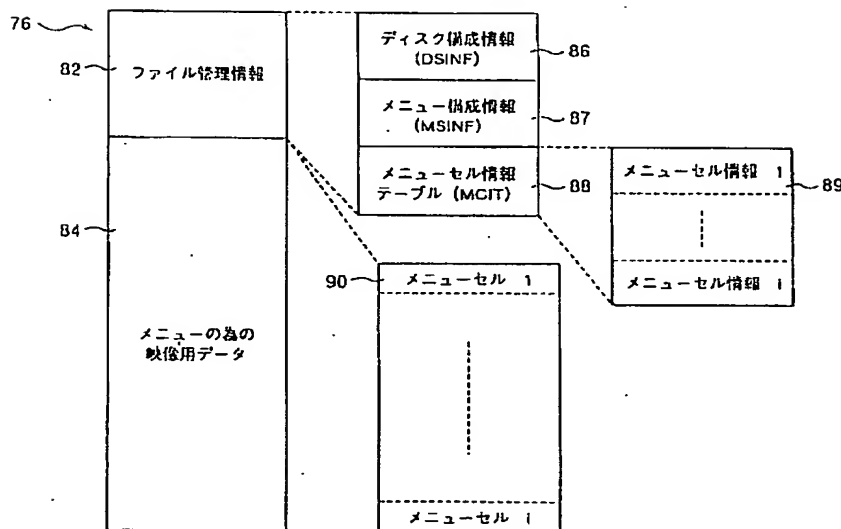 76
82
ファイル管理情報
84
メニューの為の
映像用データ
ディスク構成情報
(DSINF)
86
メニュー構成情報
(MSINF)
87
メニューセル情報
テーブル (MCIT)
88
メニューセル情報 1
89
メニューセル情報 i
90
メニューセル 1
メニューセル i